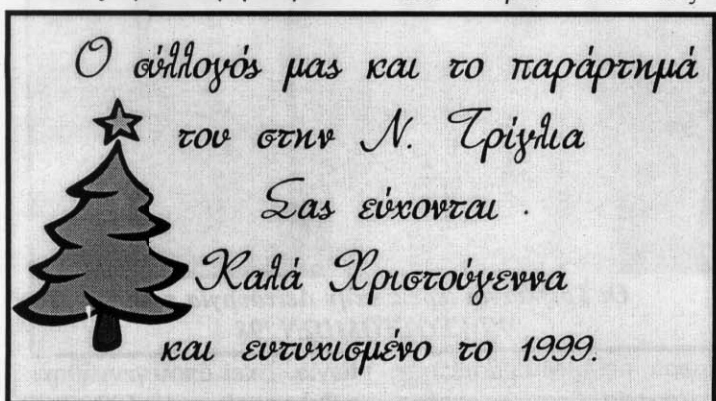 Ο σύλλογός μας και το παράρτημά
του στην Ν. Τρίγλια
Σας εύχονται
Καλά Χριστούγεννα
και ευτυχισμένο το 1999.